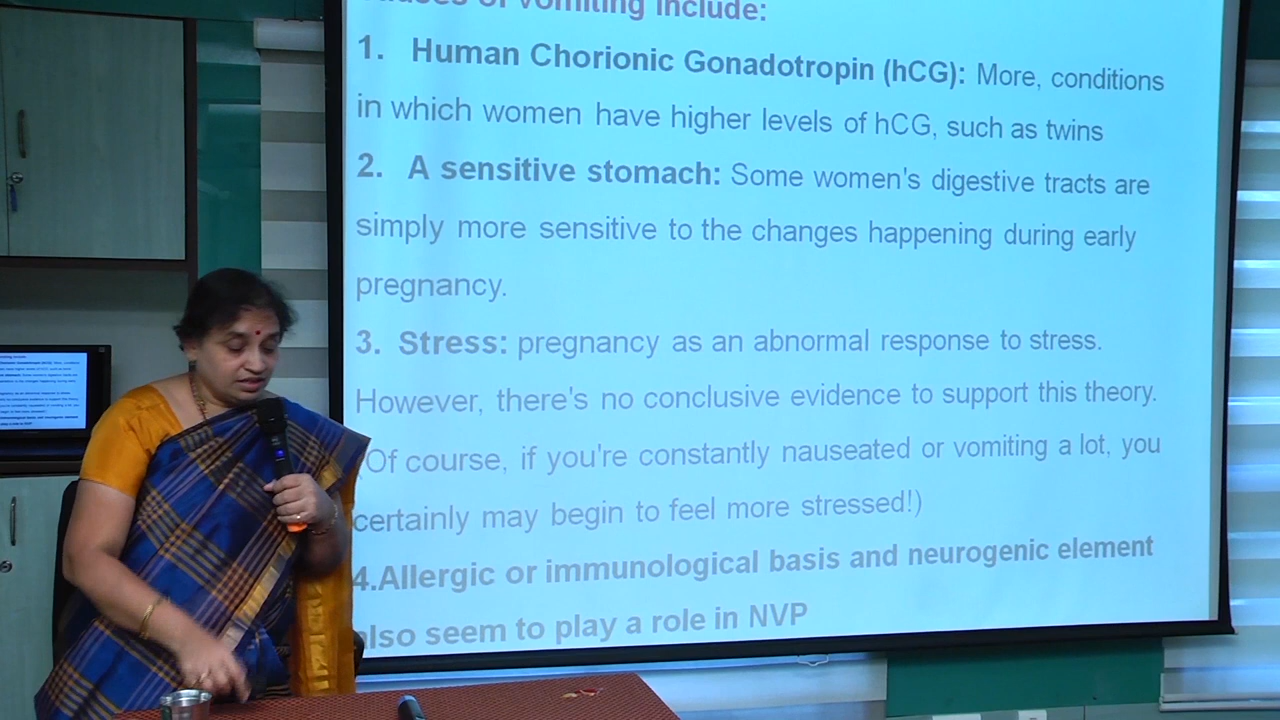 of vomiting include:
1. Human Chorionic Gonadotropin (hCG): More, conditions
in which women have higher levels of hCG, such as twins
2. A sensitive stomach: Some women's digestive tracts are
simply more sensitive to the changes happening during early
pregnancy.
3. Stress: pregnancy as an abnormal response to stress.
However, there's no conclusive evidence to support this theory.
(Of course, if you're constantly nauseated or vomiting a lot, you
certainly may begin to feel more stressed!)
4.Allergic or immunological basis and neurogenic element
also seem to play a role in NVP